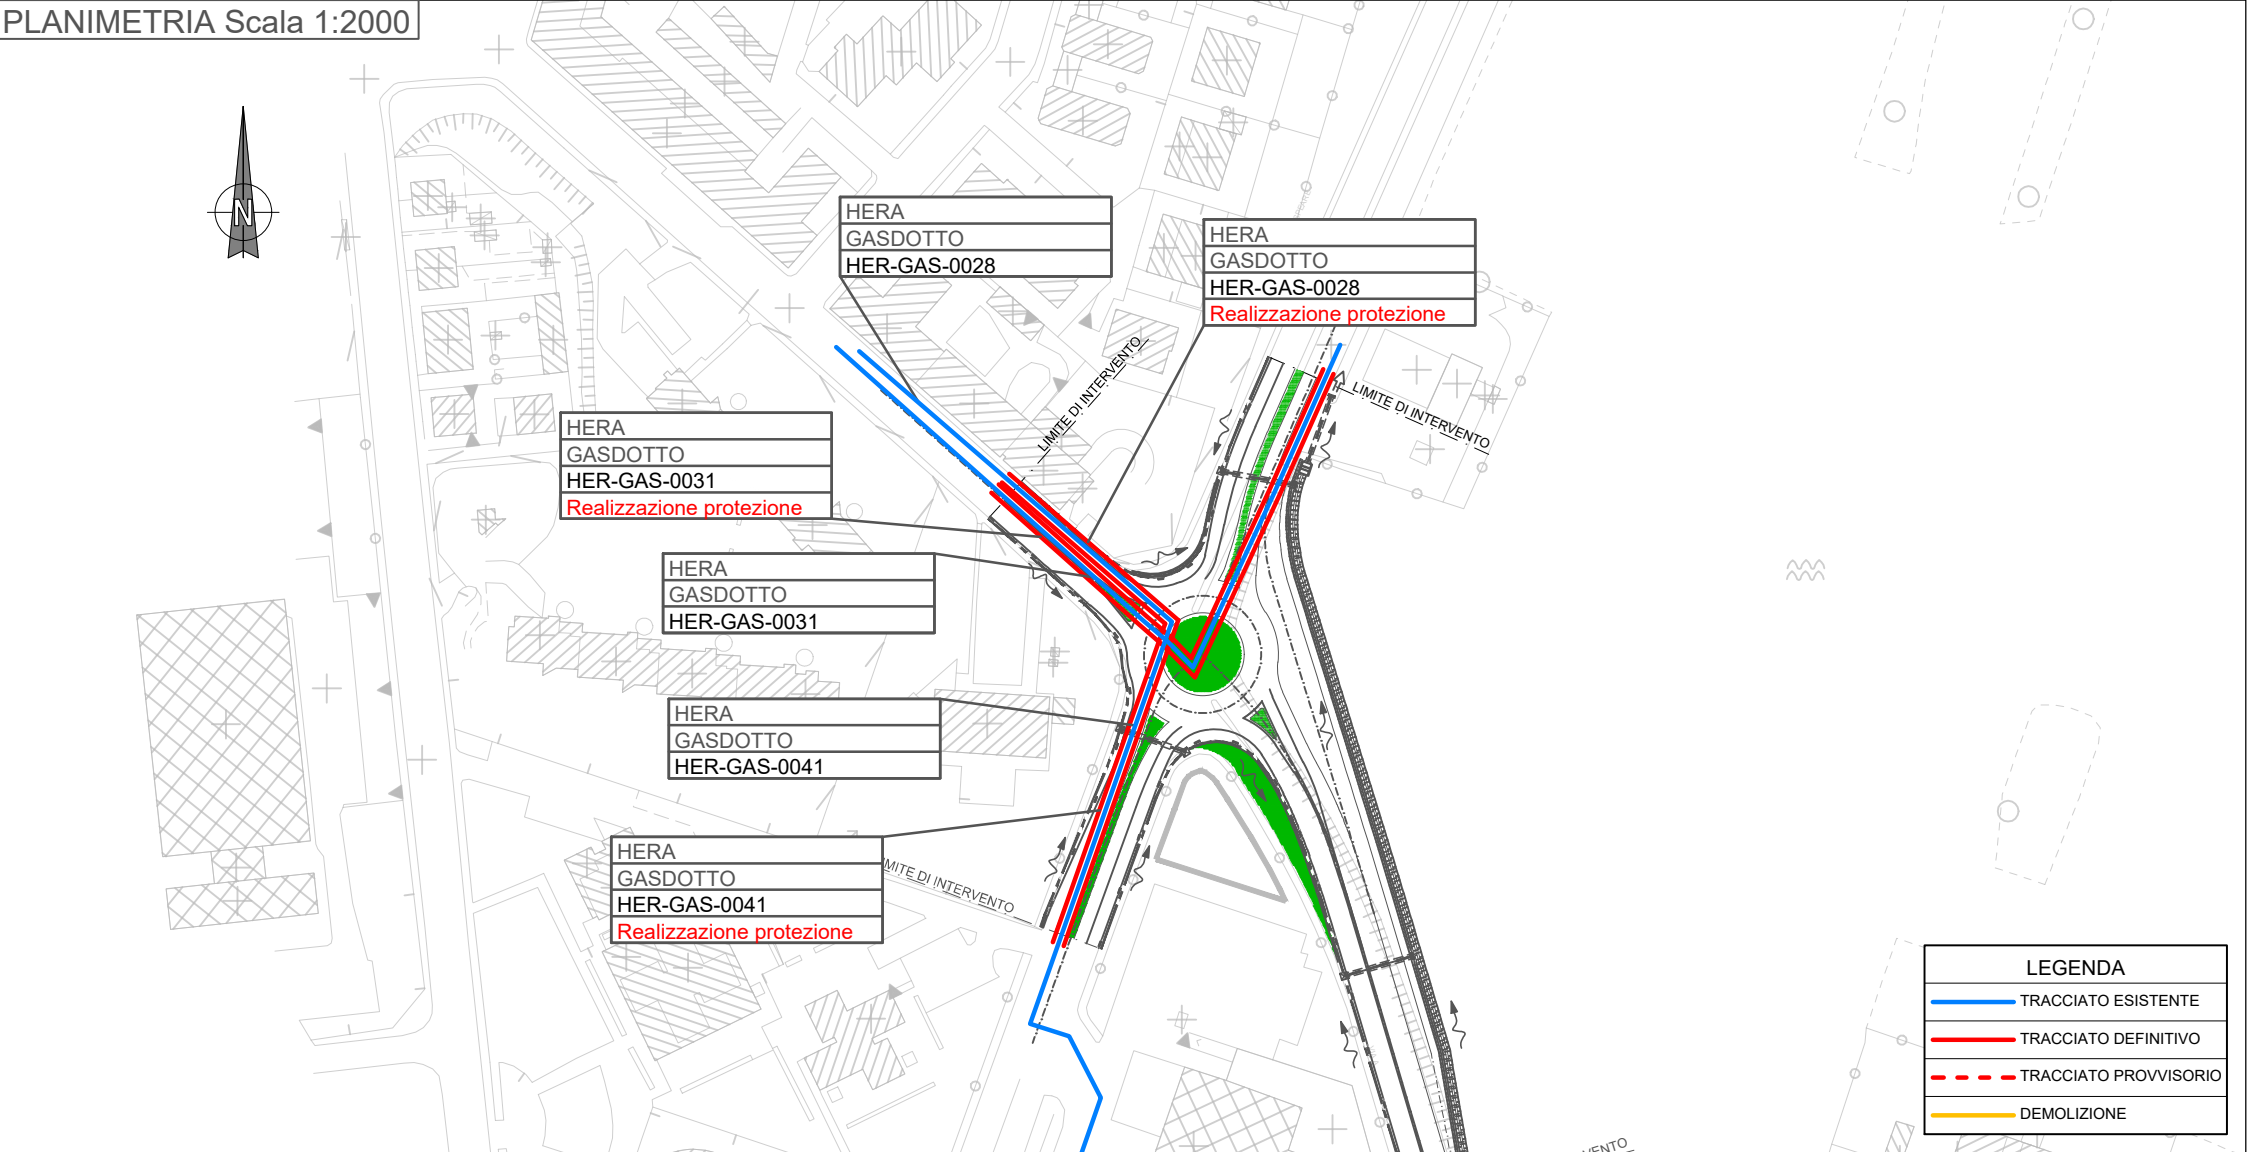 PLANIMETRIA Scala 1:2000
N
HERA
GASDOTTO
HER-GAS-0028
HERA
GASDOTTO
HER-GAS-0028
Realizzazione protezione
LIMITE DI INTERVENTO
LIMITE DI INTERVENTO
HERA
GASDOTTO
HER-GAS-0031
Realizzazione protezione
HERA
GASDOTTO
HER-GAS-0031
HERA
GASDOTTO
HER-GAS-0041
HERA
GASDOTTO
HER-GAS-0041
Realizzazione protezione
MITE DI INTERVENTO
LEGENDA
TRACCIATO ESISTENTE
TRACCIATO DEFINITIVO
TRACCIATO PROVVISORIO
DEMOLIZIONE
VENTO